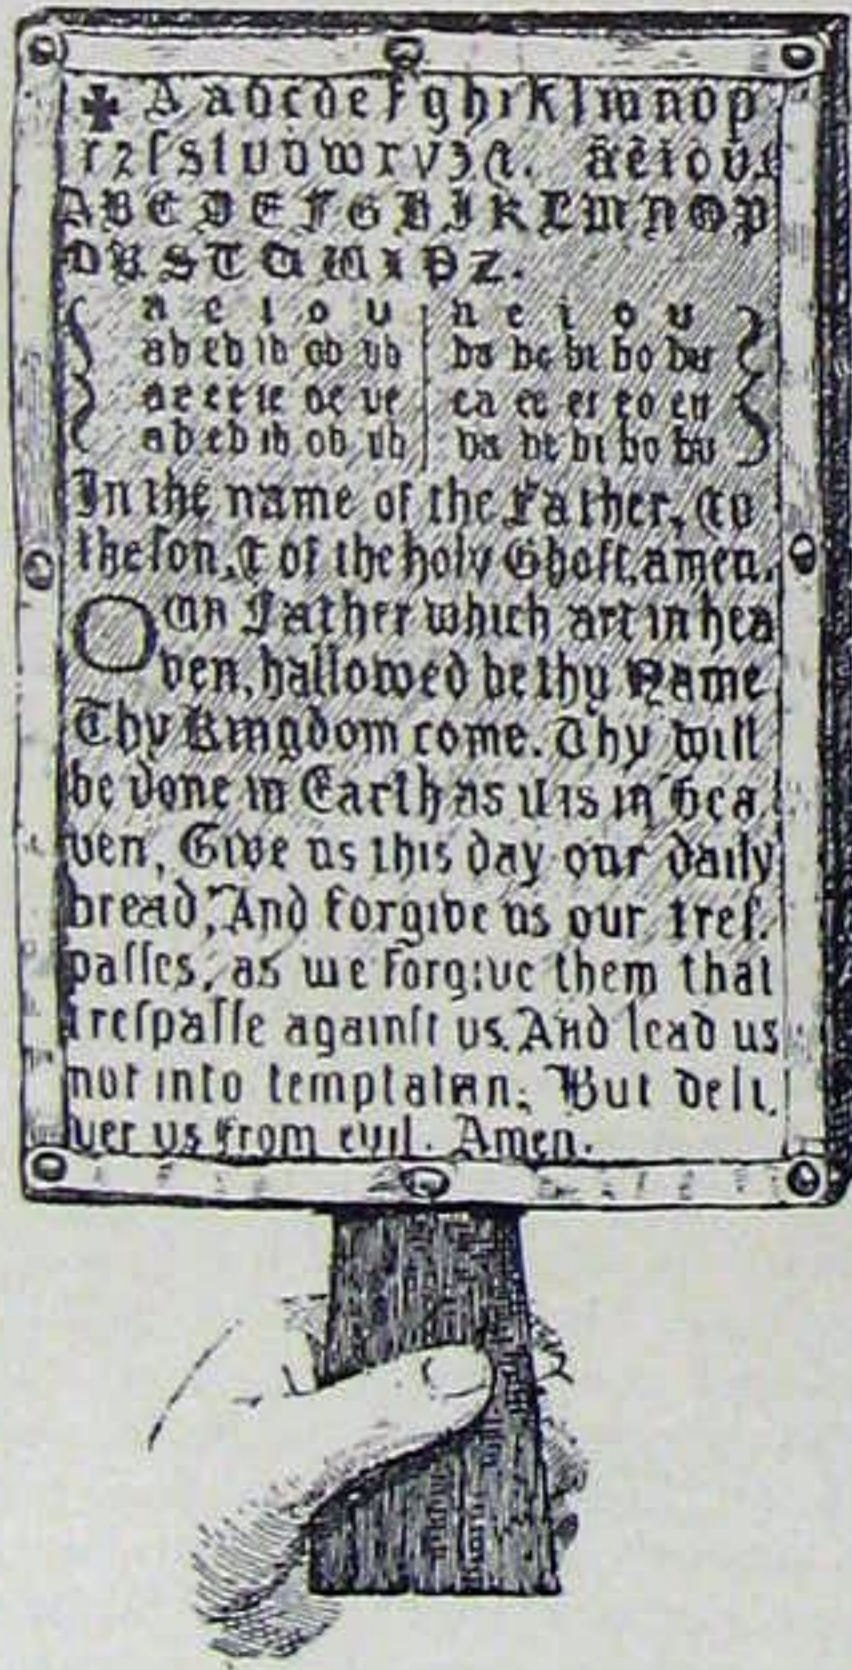 ✠ A a b c d e f g h i k l m n o p
r ꝛ ſ s t v u w x y z &. a e i o u
A B C D E F G H I K L M N O P
Q R S T U W X Y Z.
a e i o u | a e i o u
ab eb ib ob ub | ba be bi bo bu
ac ec ic oc uc | ca ce ci co cu
ad ed id od ud | da de di do du
In the name of the Father, &
the ſon, & of the holy Ghoſt, amen.
OUR Father which art in hea
ven, hallowed be thy Name
Thy Kingdom come. Thy will
be done in Earth as it is in Hea
ven, Give us this day our daily
bread, And forgive us our treſ.
paſſes, as we forgive them that
treſpaſſe againſt us. And lead us
not into temptation; But deli
ver us from evil. Amen.